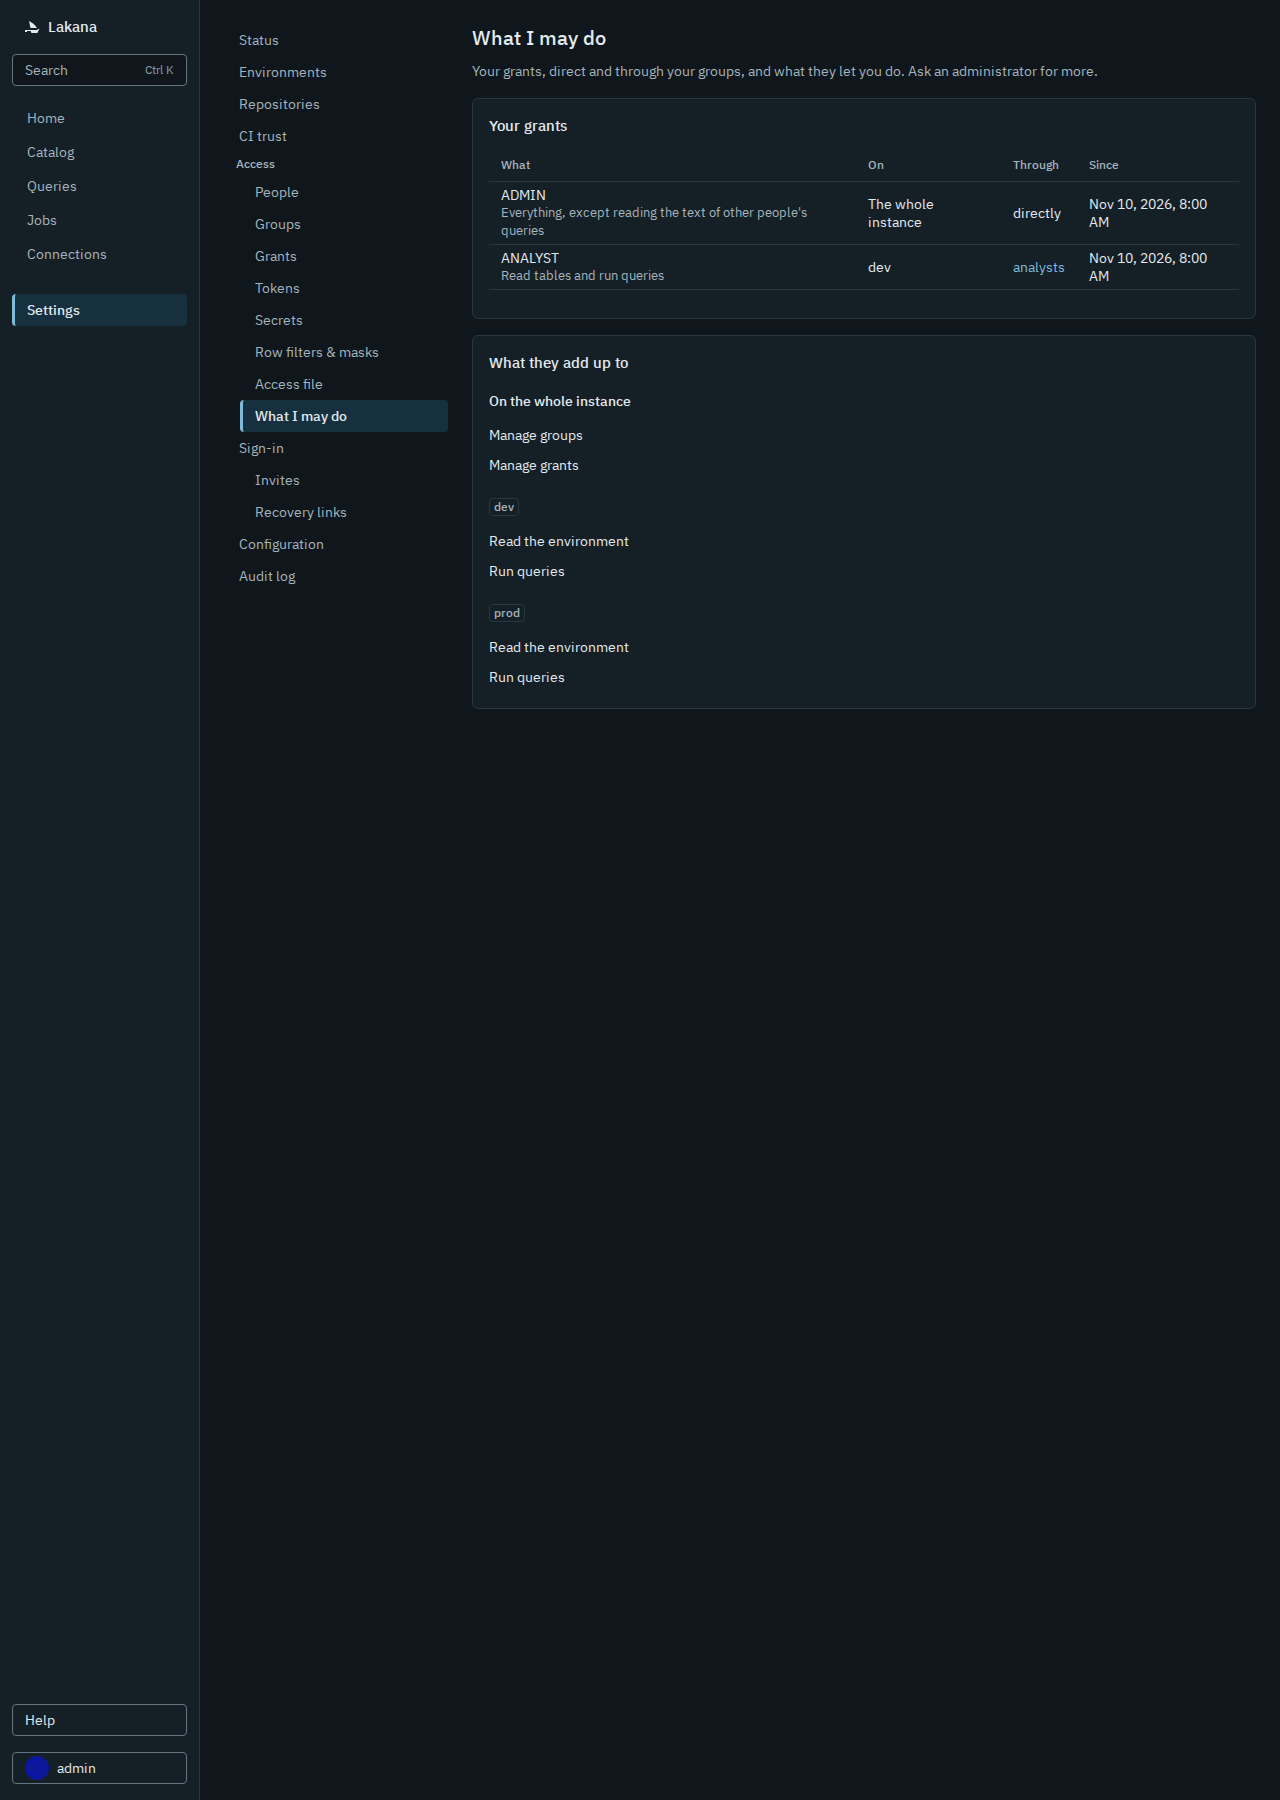 Lakana
Search Ctrl K
Home
Catalog
Queries
Jobs
Connections
Settings
Help
admin
Status
Environments
Repositories
CI trust
Access
People
Groups
Grants
Tokens
Secrets
Row filters & masks
Access file
What I may do
Sign-in
Invites
Recovery links
Configuration
Audit log
What I may do
Your grants, direct and through your groups, and what they let you do. Ask an administrator for more.
Your grants
What On Through Since
ADMIN
Everything, except reading the text of other people's
queries
The whole
instance
directly
Nov 10, 2026, 8:00
AM
ANALYST
Read tables and run queries
dev
analysts
Nov 10, 2026, 8:00
AM
What they add up to
On the whole instance
Manage groups
Manage grants
dev
Read the environment
Run queries
prod
Read the environment
Run queries